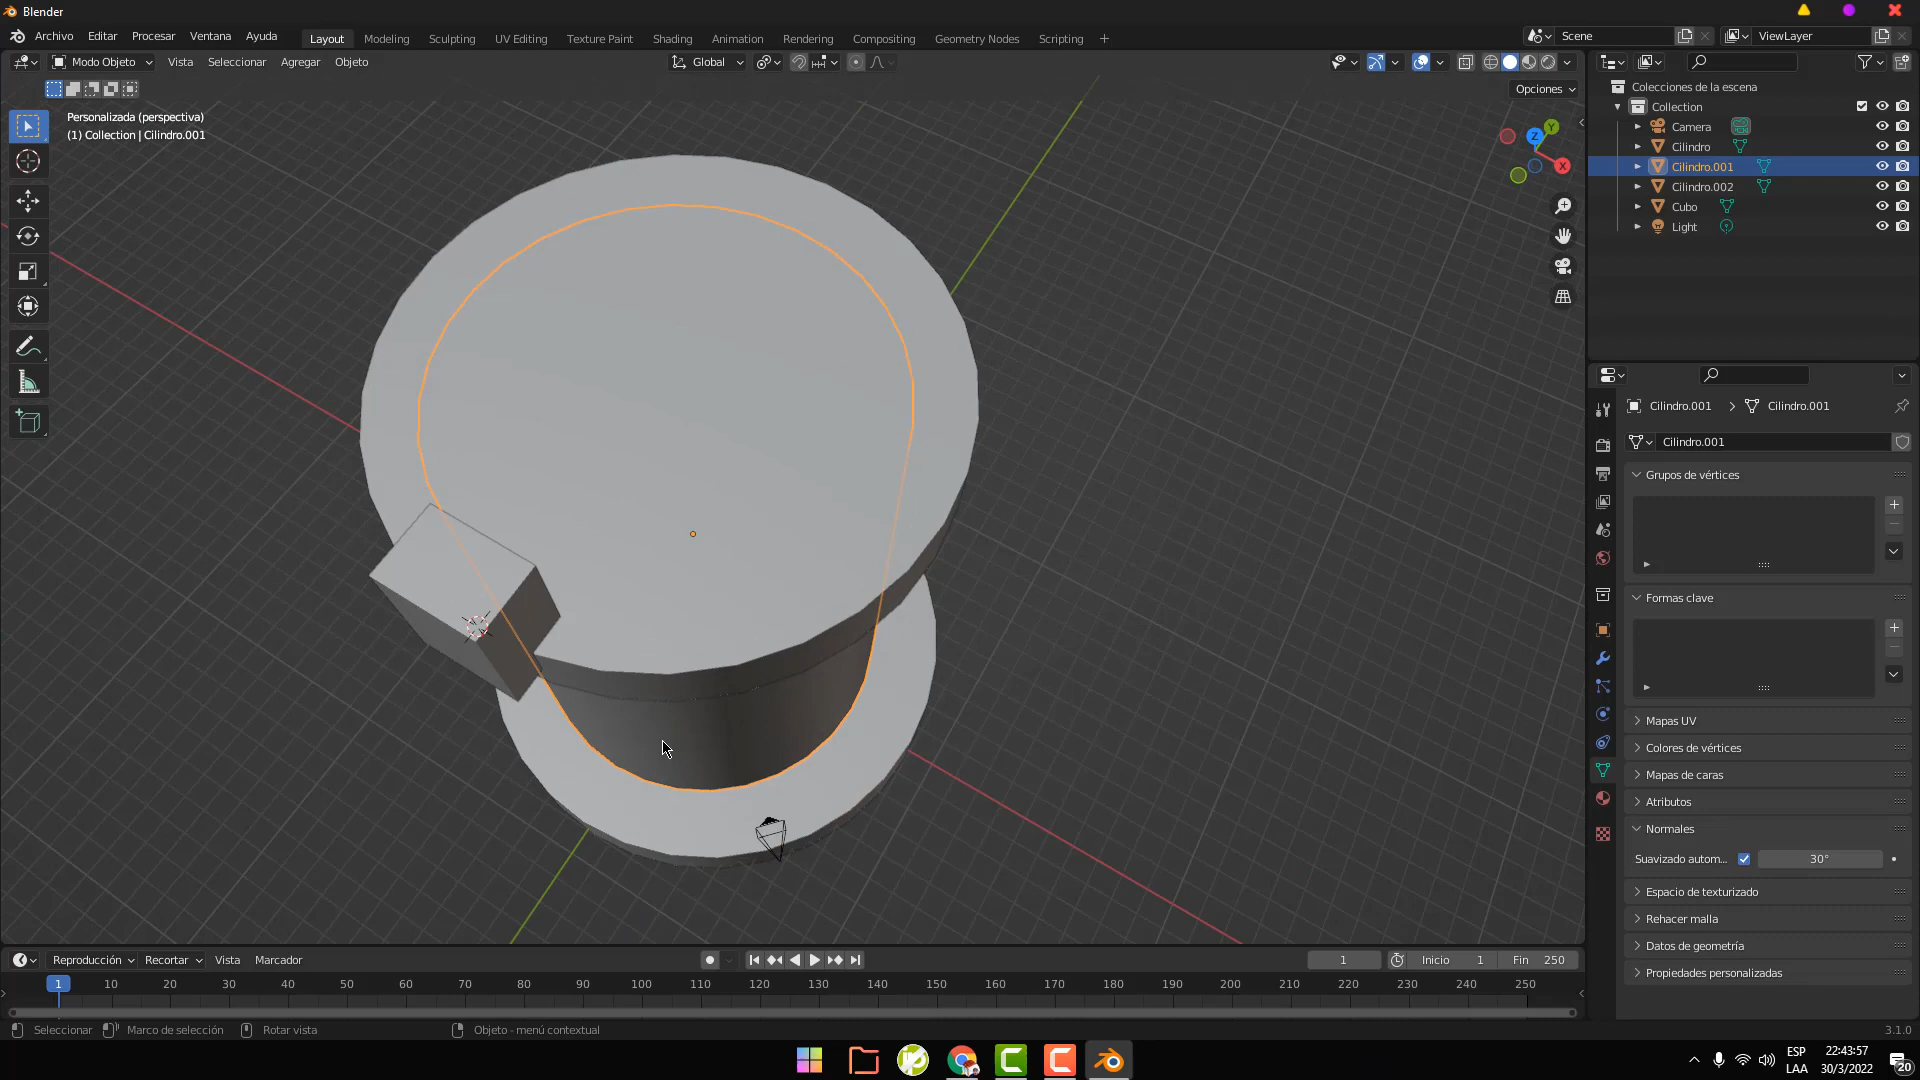 Blender
Archivo Editar Procesar Ventana Ayuda Layout Modeling Sculpting UV Editing Texture Paint Shading Animation Rendering Compositing Geometry Nodes Scripting + Scene ViewLayer
Modo Objeto Vista Seleccionar Agregar Objeto Global
Opciones
Personalizada (perspectiva)
(1) Collection | Cilindro.001
Z Y X
Colecciones de la escena
Collection
Camera
Cilindro
Cilindro.001
Cilindro.002
Cubo
Light
Cilindro.001 Cilindro.001
Cilindro.001
Grupos de vértices
Formas clave
Mapas UV
Colores de vértices
Mapas de caras
Atributos
Normales
Suavizado autom... 30°
Espacio de texturizado
Rehacer malla
Datos de geometría
Propiedades personalizadas
Reproducción Recortar Vista Marcador 1 Inicio 1 Fin 250
1 10 20 30 40 50 60 70 80 90 100 110 120 130 140 150 160 170 180 190 200 210 220 230 240 250
Seleccionar Marco de selección Rotar vista Objeto - menú contextual 3.1.0
ESP 22:43:57
LAA 30/3/2022 20